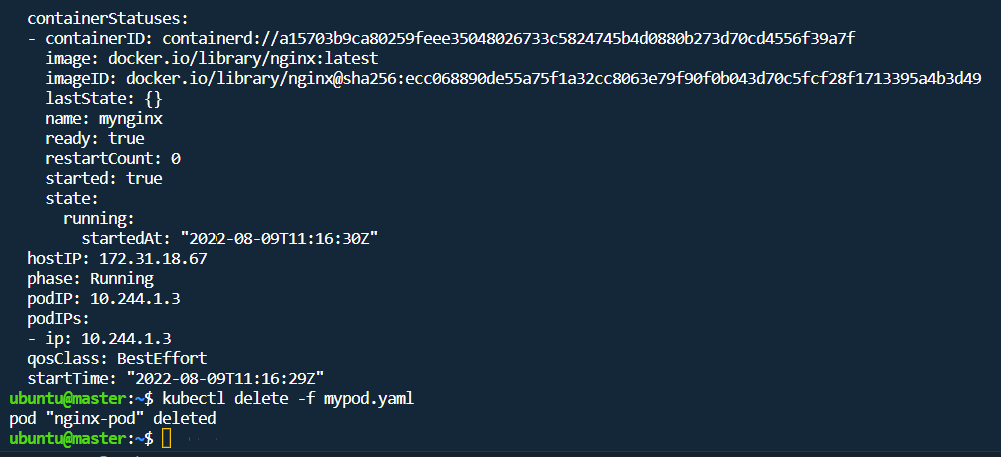 containerStatuses:
- containerID: containerd://a15703b9ca80259feee35048026733c5824745b4d0880b273d70cd4556f39a7f
image: docker.io/library/nginx:latest
imageID: docker.io/library/nginx@sha256:ecc068890de55a75f1a32cc8063e79f90f0b043d70c5fcf28f1713395a4b3d49
lastState: {}
name: mynginx
ready: true
restartCount: 0
started: true
state:
running:
startedAt: "2022-08-09T11:16:30Z"
hostIP: 172.31.18.67
phase: Running
podIP: 10.244.1.3
podIPs:
- ip: 10.244.1.3
qosClass: BestEffort
startTime: "2022-08-09T11:16:29Z"
ubuntu@master:~$ kubectl delete -f mypod.yaml
pod "nginx-pod" deleted
ubuntu@master:~$